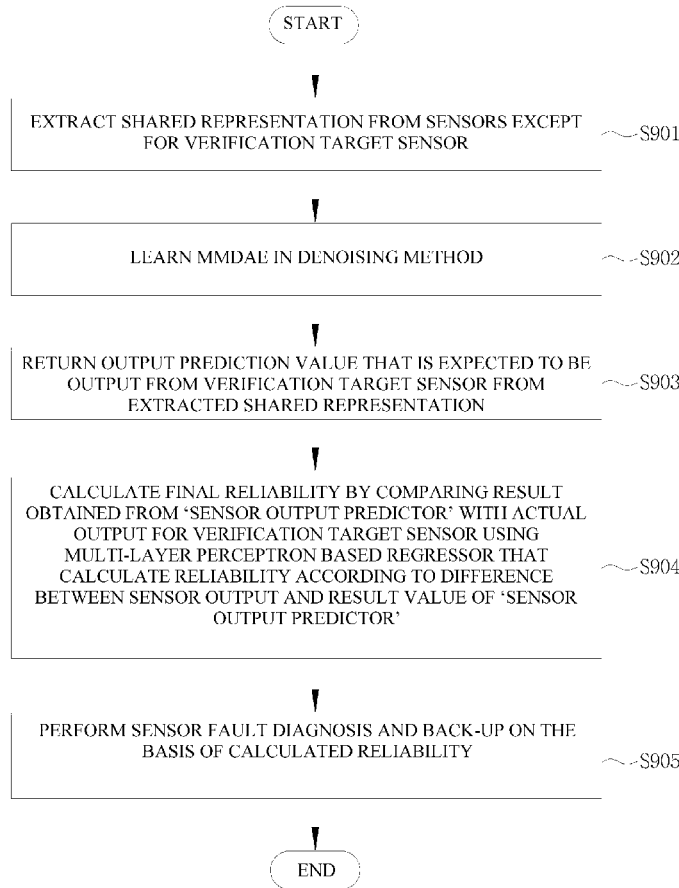 START
EXTRACT SHARED REPRESENTATION FROM SENSORS EXCEPT
FOR VERIFICATION TARGET SENSOR
S901
LEARN MMDAE IN DENOISING METHOD
S902
RETURN OUTPUT PREDICTION VALUE THAT IS EXPECTED TO BE
OUTPUT FROM VERIFICATION TARGET SENSOR FROM
EXTRACTED SHARED REPRESENTATION
S903
CALCULATE FINAL RELIABILITY BY COMPARING RESULT
OBTAINED FROM ‘SENSOR OUTPUT PREDICTOR’ WITH ACTUAL
OUTPUT FOR VERIFICATION TARGET SENSOR USING
MULTI-LAYER PERCEPTRON BASED REGRESSOR THAT
CALCULATE RELIABILITY ACCORDING TO DIFFERENCE
BETWEEN SENSOR OUTPUT AND RESULT VALUE OF ‘SENSOR
OUTPUT PREDICTOR’
S904
PERFORM SENSOR FAULT DIAGNOSIS AND BACK-UP ON THE
BASIS OF CALCULATED RELIABILITY
S905
END